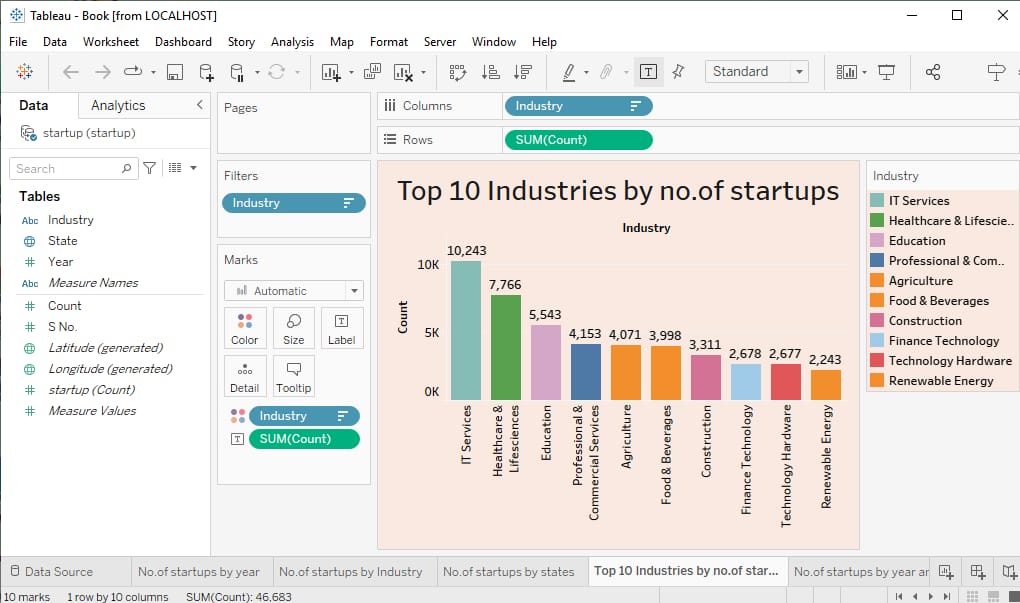 Tableau - Book [from LOCALHOST]
File Data Worksheet Dashboard Story Analysis Map Format Server Window Help
Standard
Data Analytics
startup (startup)
Search
Tables
Abc Industry
State
# Year
Abc Measure Names
# Count
# S No.
Latitude (generated)
Longitude (generated)
# startup (Count)
# Measure Values
Pages
Filters
Industry
Marks
Automatic
Color Size Label
Detail Tooltip
Industry
SUM(Count)
Columns Industry
Rows SUM(Count)
Top 10 Industries by no.of startups
Industry
Count
10K
5K
0K
10,243
7,766
5,543
4,153
4,071
3,998
3,311
2,678
2,677
2,243
IT Services
Healthcare &
Lifesciences
Education
Professional &
Commercial Services
Agriculture
Food & Beverages
Construction
Finance Technology
Technology Hardware
Renewable Energy
Industry
IT Services
Healthcare & Lifescie..
Education
Professional & Com..
Agriculture
Food & Beverages
Construction
Finance Technology
Technology Hardware
Renewable Energy
Data Source No.of startups by year No.of startups by Industry No.of startups by states Top 10 Industries by no.of star... No.of startups by year ar
10 marks 1 row by 10 columns SUM(Count): 46,683